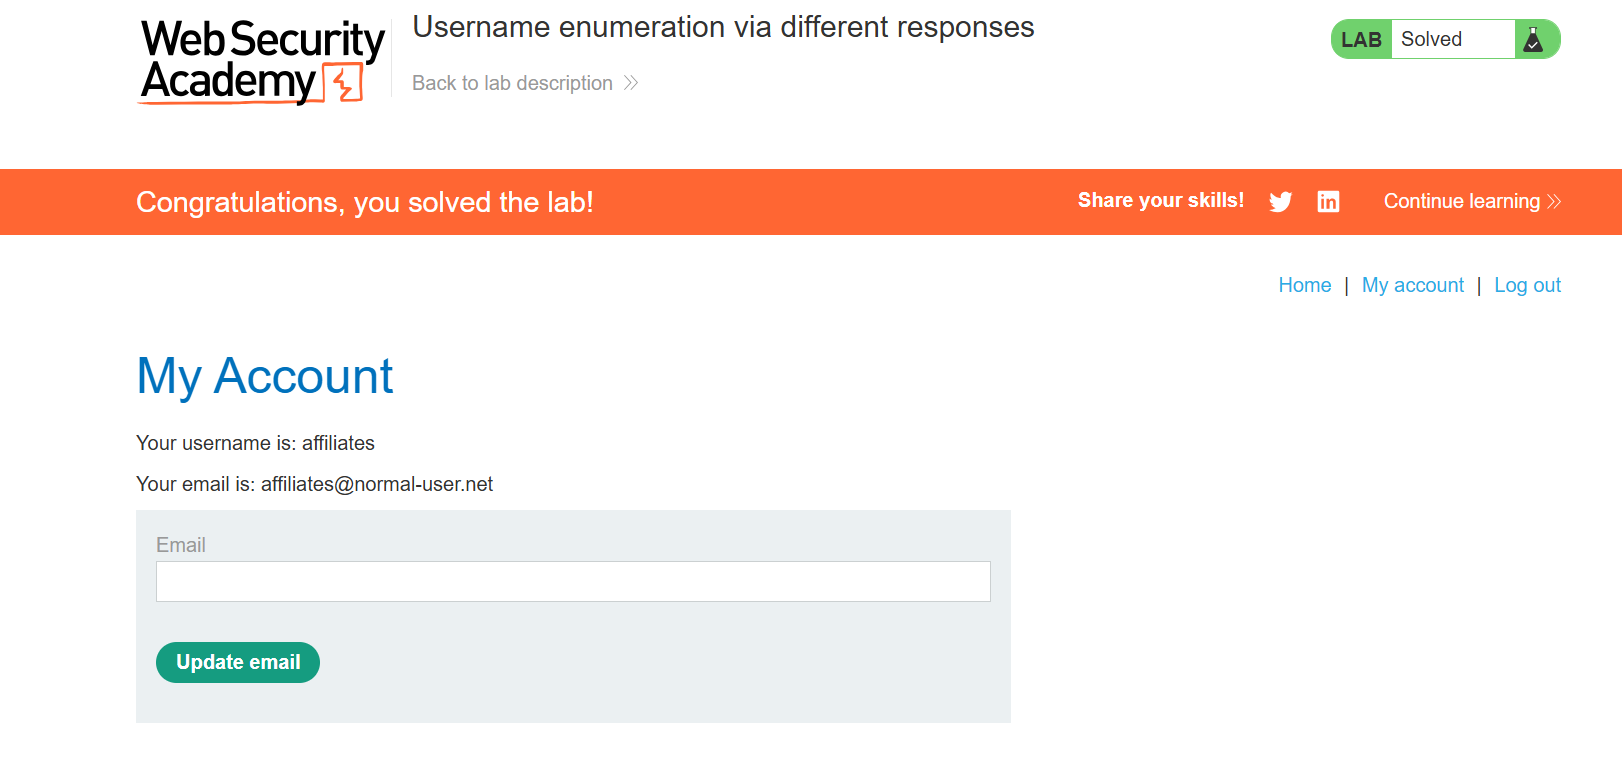 Web Security
Academy
Username enumeration via different responses
Back to lab description
LAB Solved
Congratulations, you solved the lab!
Share your skills!
Continue learning
Home | My account | Log out
My Account
Your username is: affiliates
Your email is: affiliates@normal-user.net
Email
Update email